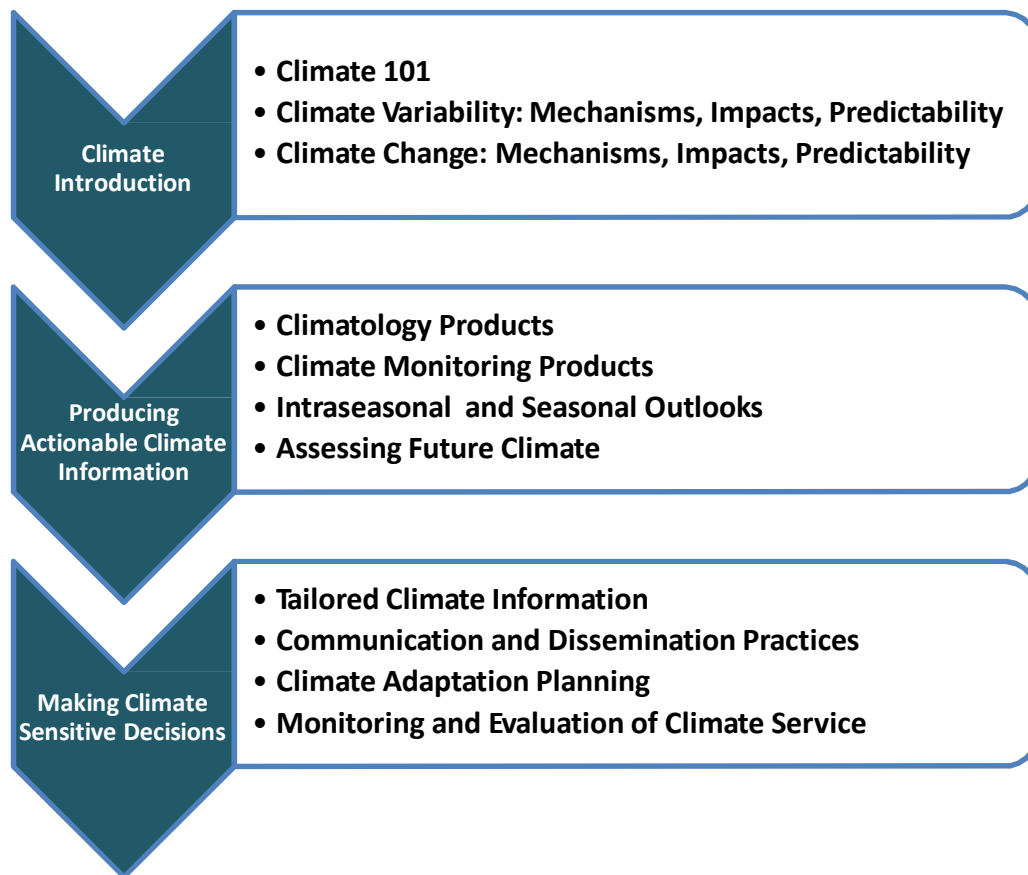 Climate
Introduction
• Climate 101
• Climate Variability: Mechanisms, Impacts, Predictability
• Climate Change: Mechanisms, Impacts, Predictability
Producing
Actionable Climate
Information
• Climatology Products
• Climate Monitoring Products
• Intraseasonal  and Seasonal Outlooks
• Assessing Future Climate
Making Climate
Sensitive Decisions
• Tailored Climate Information
• Communication and Dissemination Practices
• Climate Adaptation Planning
• Monitoring and Evaluation of Climate Service